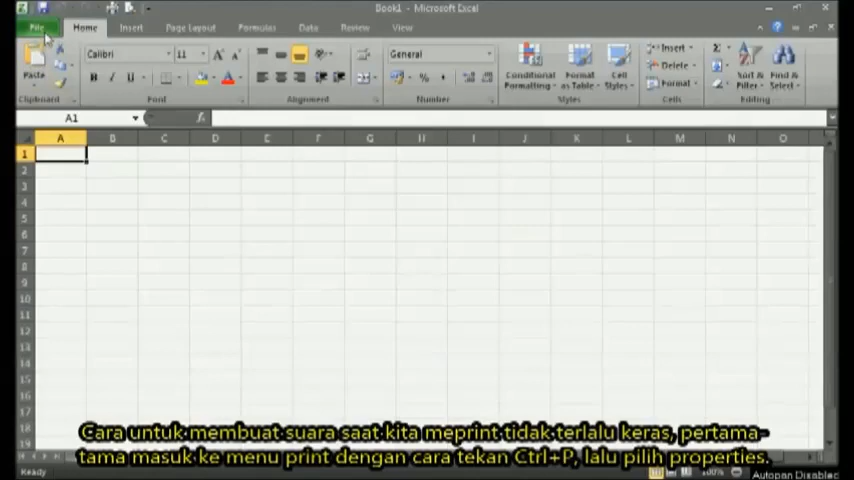 Book1 - Microsoft Excel
File Home Insert Page Layout Formulas Data Review View
Calibri 11 General Insert Σ
Delete
Paste B I U % , Conditional Format Cell Format Sort & Find &
Formatting as Table Styles Filter Select
Clipboard Font Alignment Number Styles Cells Editing
A1 fx
A B C D E F G H I J K L M N O
1
2
3
4
5
6
7
8
9
10
11
12
13
14
15
16
17
18
19
Cara untuk membuat suara saat kita meprint tidak terlalu keras, pertama-
tama masuk ke menu print dengan cara tekan Ctrl+P, lalu pilih properties.
Ready 100%
Autopan Disabled